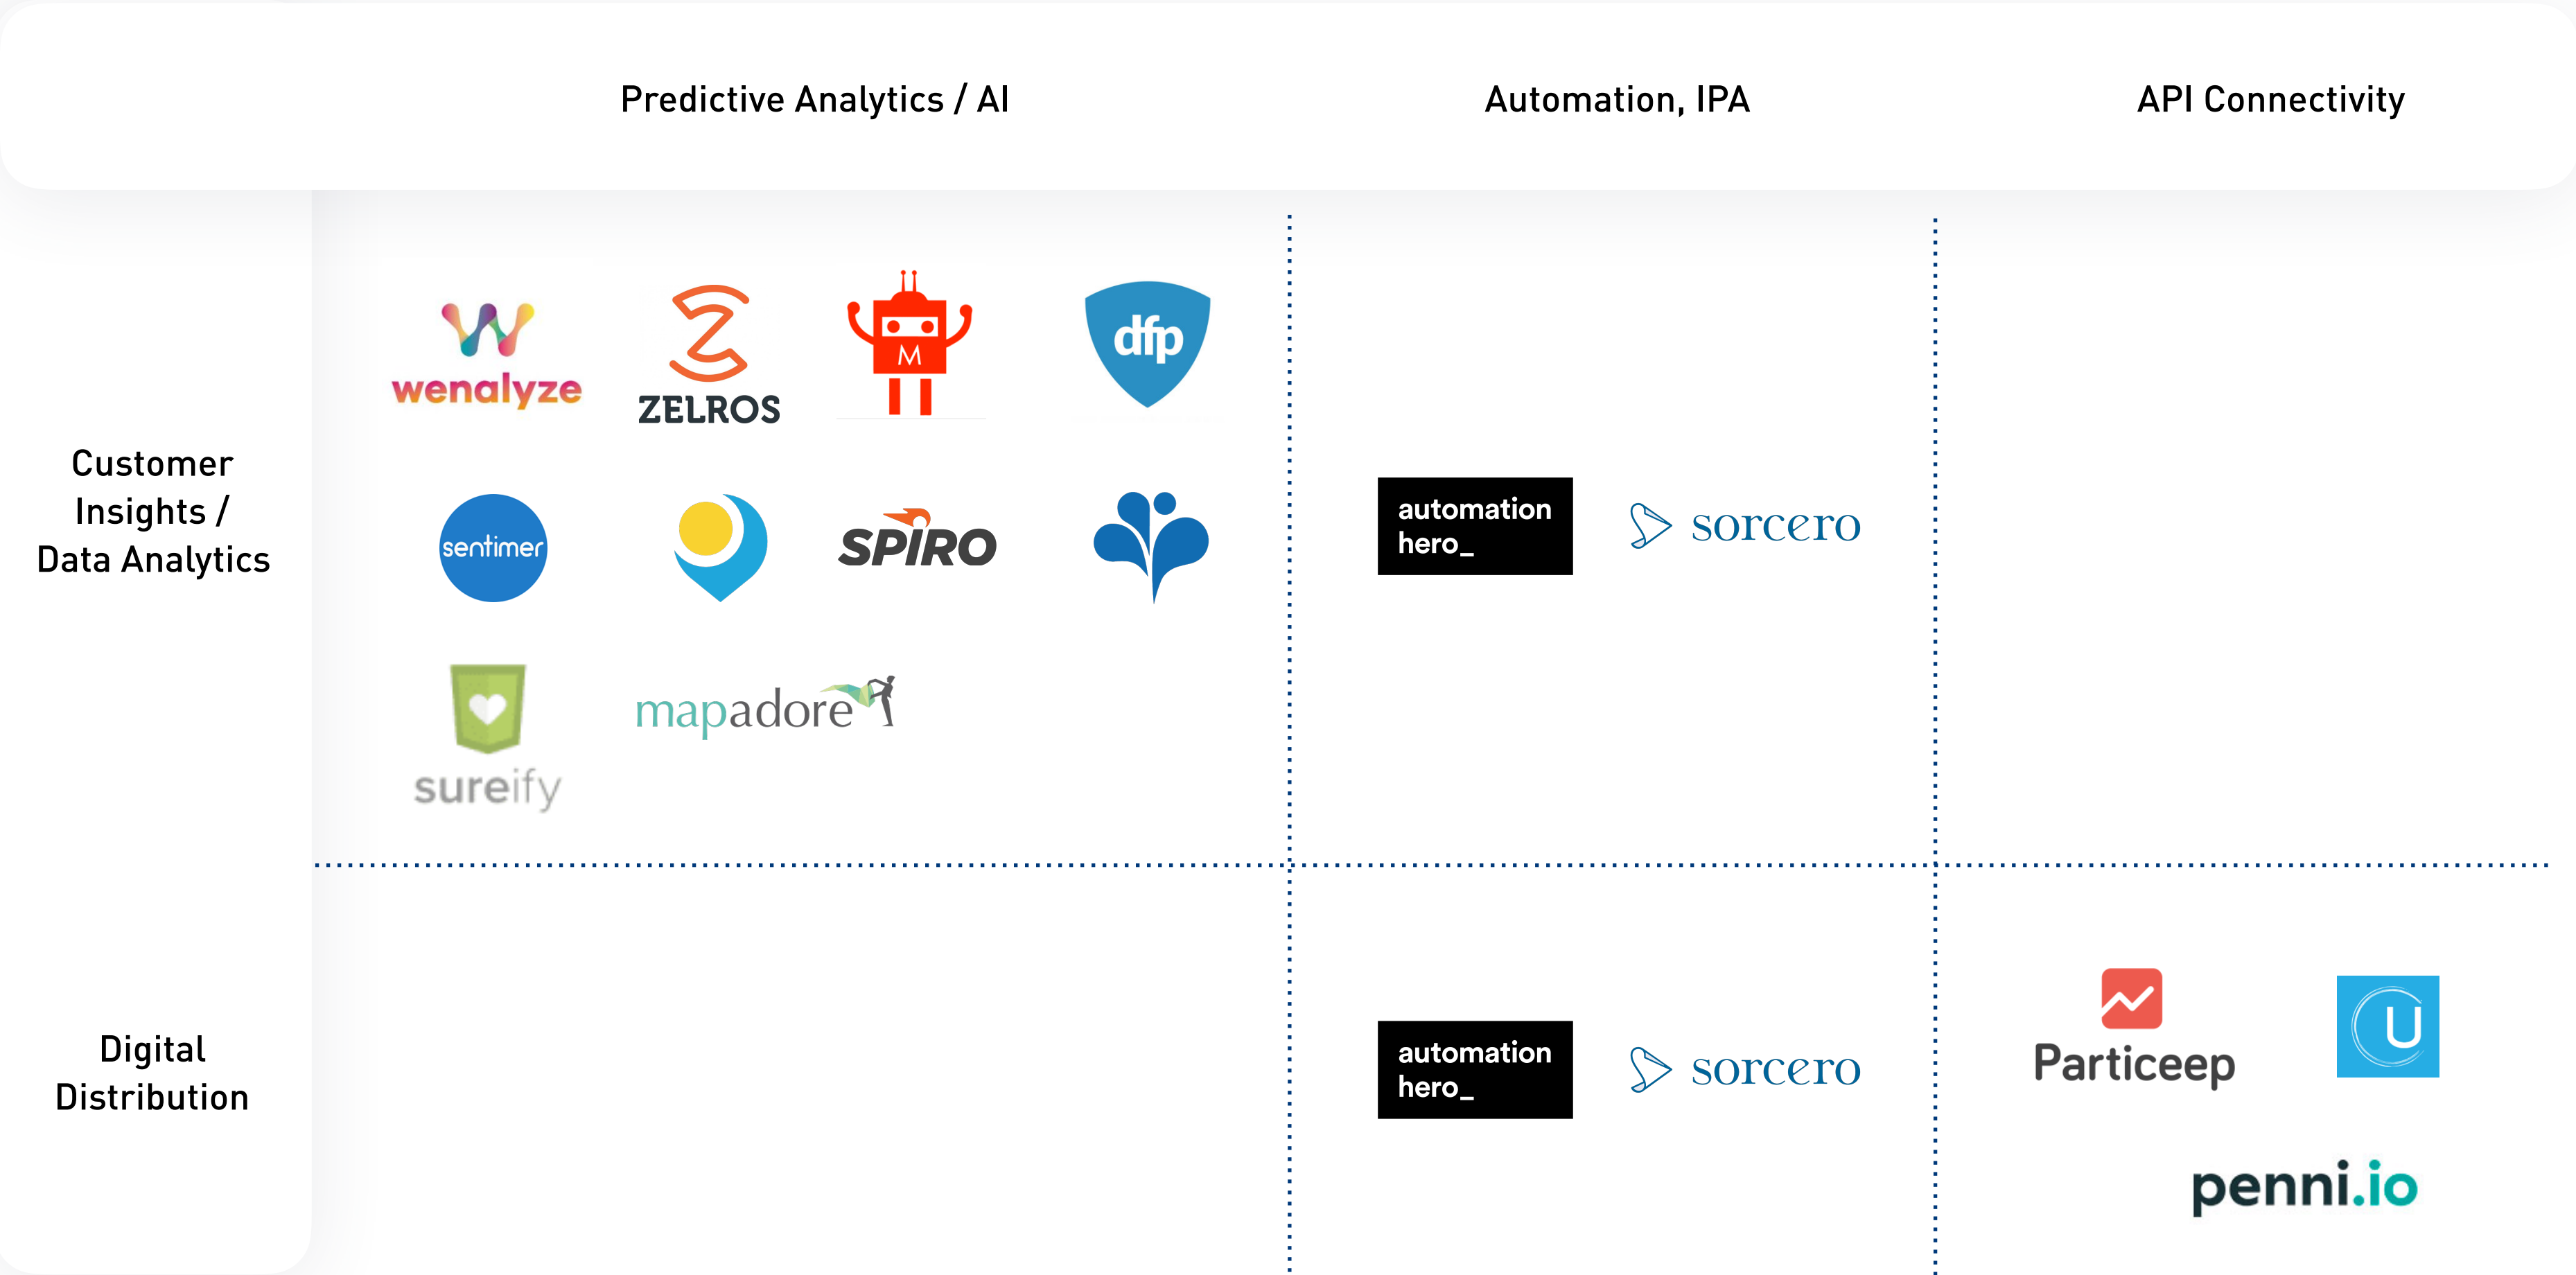 Predictive Analytics / AI
Automation, IPA
API Connectivity
Customer
Insights /
Data Analytics
wenalyze
ZELROS
M
dfp
sentimer
SPIRO
sureify
mapadore
automation
hero_
sorcero
Digital
Distribution
automation
hero_
sorcero
Particeep
U
penni.io